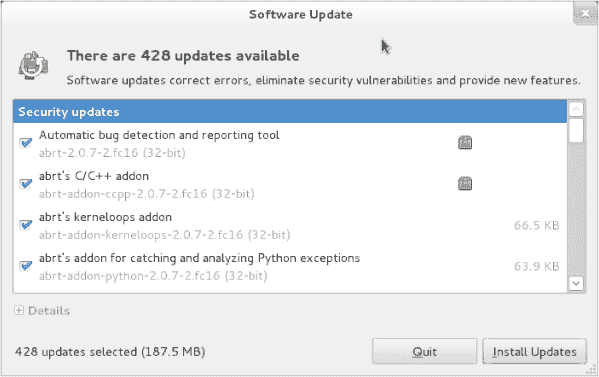 Software Update
There are 428 updates available
Software updates correct errors, eliminate security vulnerabilities and provide new features.
Security updates
Automatic bug detection and reporting tool
abrt-2.0.7-2.fc16 (32-bit)
abrt's C/C++ addon
abrt-addon-ccpp-2.0.7-2.fc16 (32-bit)
abrt's kerneloops addon
abrt-addon-kerneloops-2.0.7-2.fc16 (32-bit)
66.5 KB
abrt's addon for catching and analyzing Python exceptions
abrt-addon-python-2.0.7-2.fc16 (32-bit)
63.9 KB
Details
428 updates selected (187.5 MB)
Quit
Install Updates